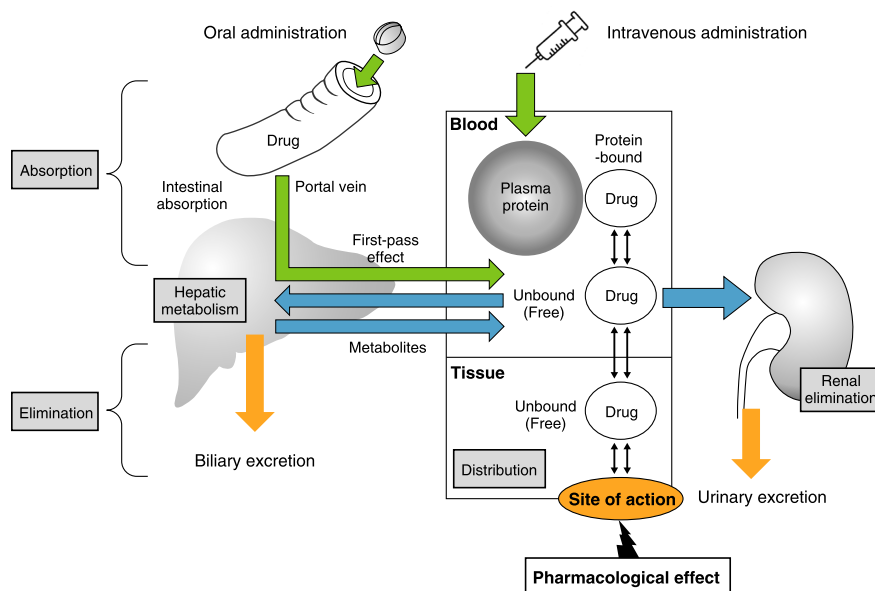 Oral administration
Intravenous administration
Blood
Protein
-bound
Drug
Absorption
Plasma
protein
Drug
Intestinal
absorption
Portal vein
First-pass
effect
Hepatic
metabolism
Unbound
(Free)
Drug
Metabolites
Tissue
Renal
elimination
Elimination
Unbound
(Free)
Drug
Biliary excretion
Distribution
Site of action
Urinary excretion
Pharmacological effect